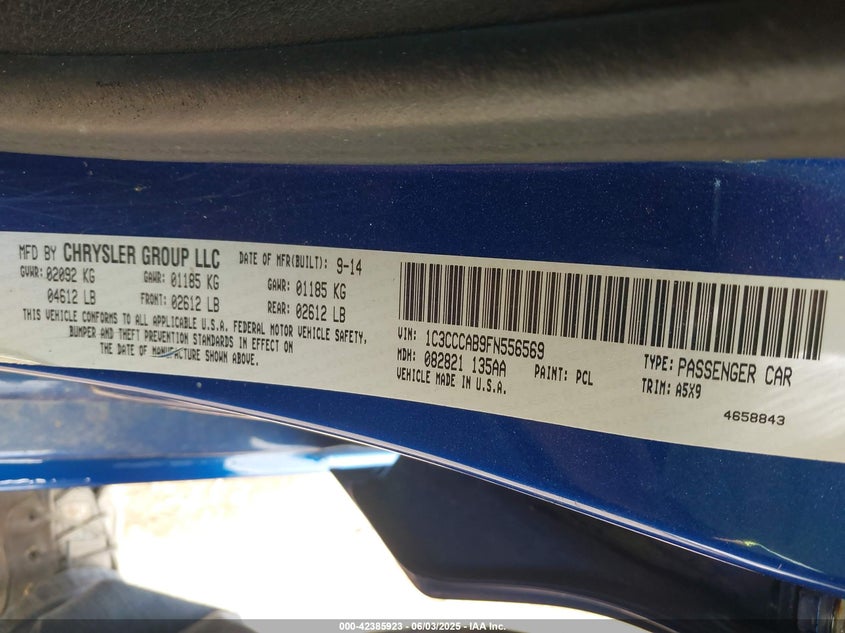 MFD BY CHRYSLER GROUP LLC DATE OF MFR(BUILT): 9-14
GVWR: 02092 KG GAWR: 01185 KG GAWR: 01185 KG
04612 LB FRONT: 02612 LB REAR: 02612 LB
THIS VEHICLE CONFORMS TO ALL APPLICABLE U.S.A. FEDERAL MOTOR VEHICLE SAFETY,
BUMPER AND THEFT PREVENTION STANDARDS IN EFFECT ON
THE DATE OF MANUFACTURE SHOWN ABOVE.
VIN: 1C3CCCAB9FN556569
MDH: 082821 135AA PAINT: PCL
VEHICLE MADE IN U.S.A.
TYPE: PASSENGER CAR
TRIM: A5X9
4658843
000-42385923 - 06/03/2025 - IAA Inc.